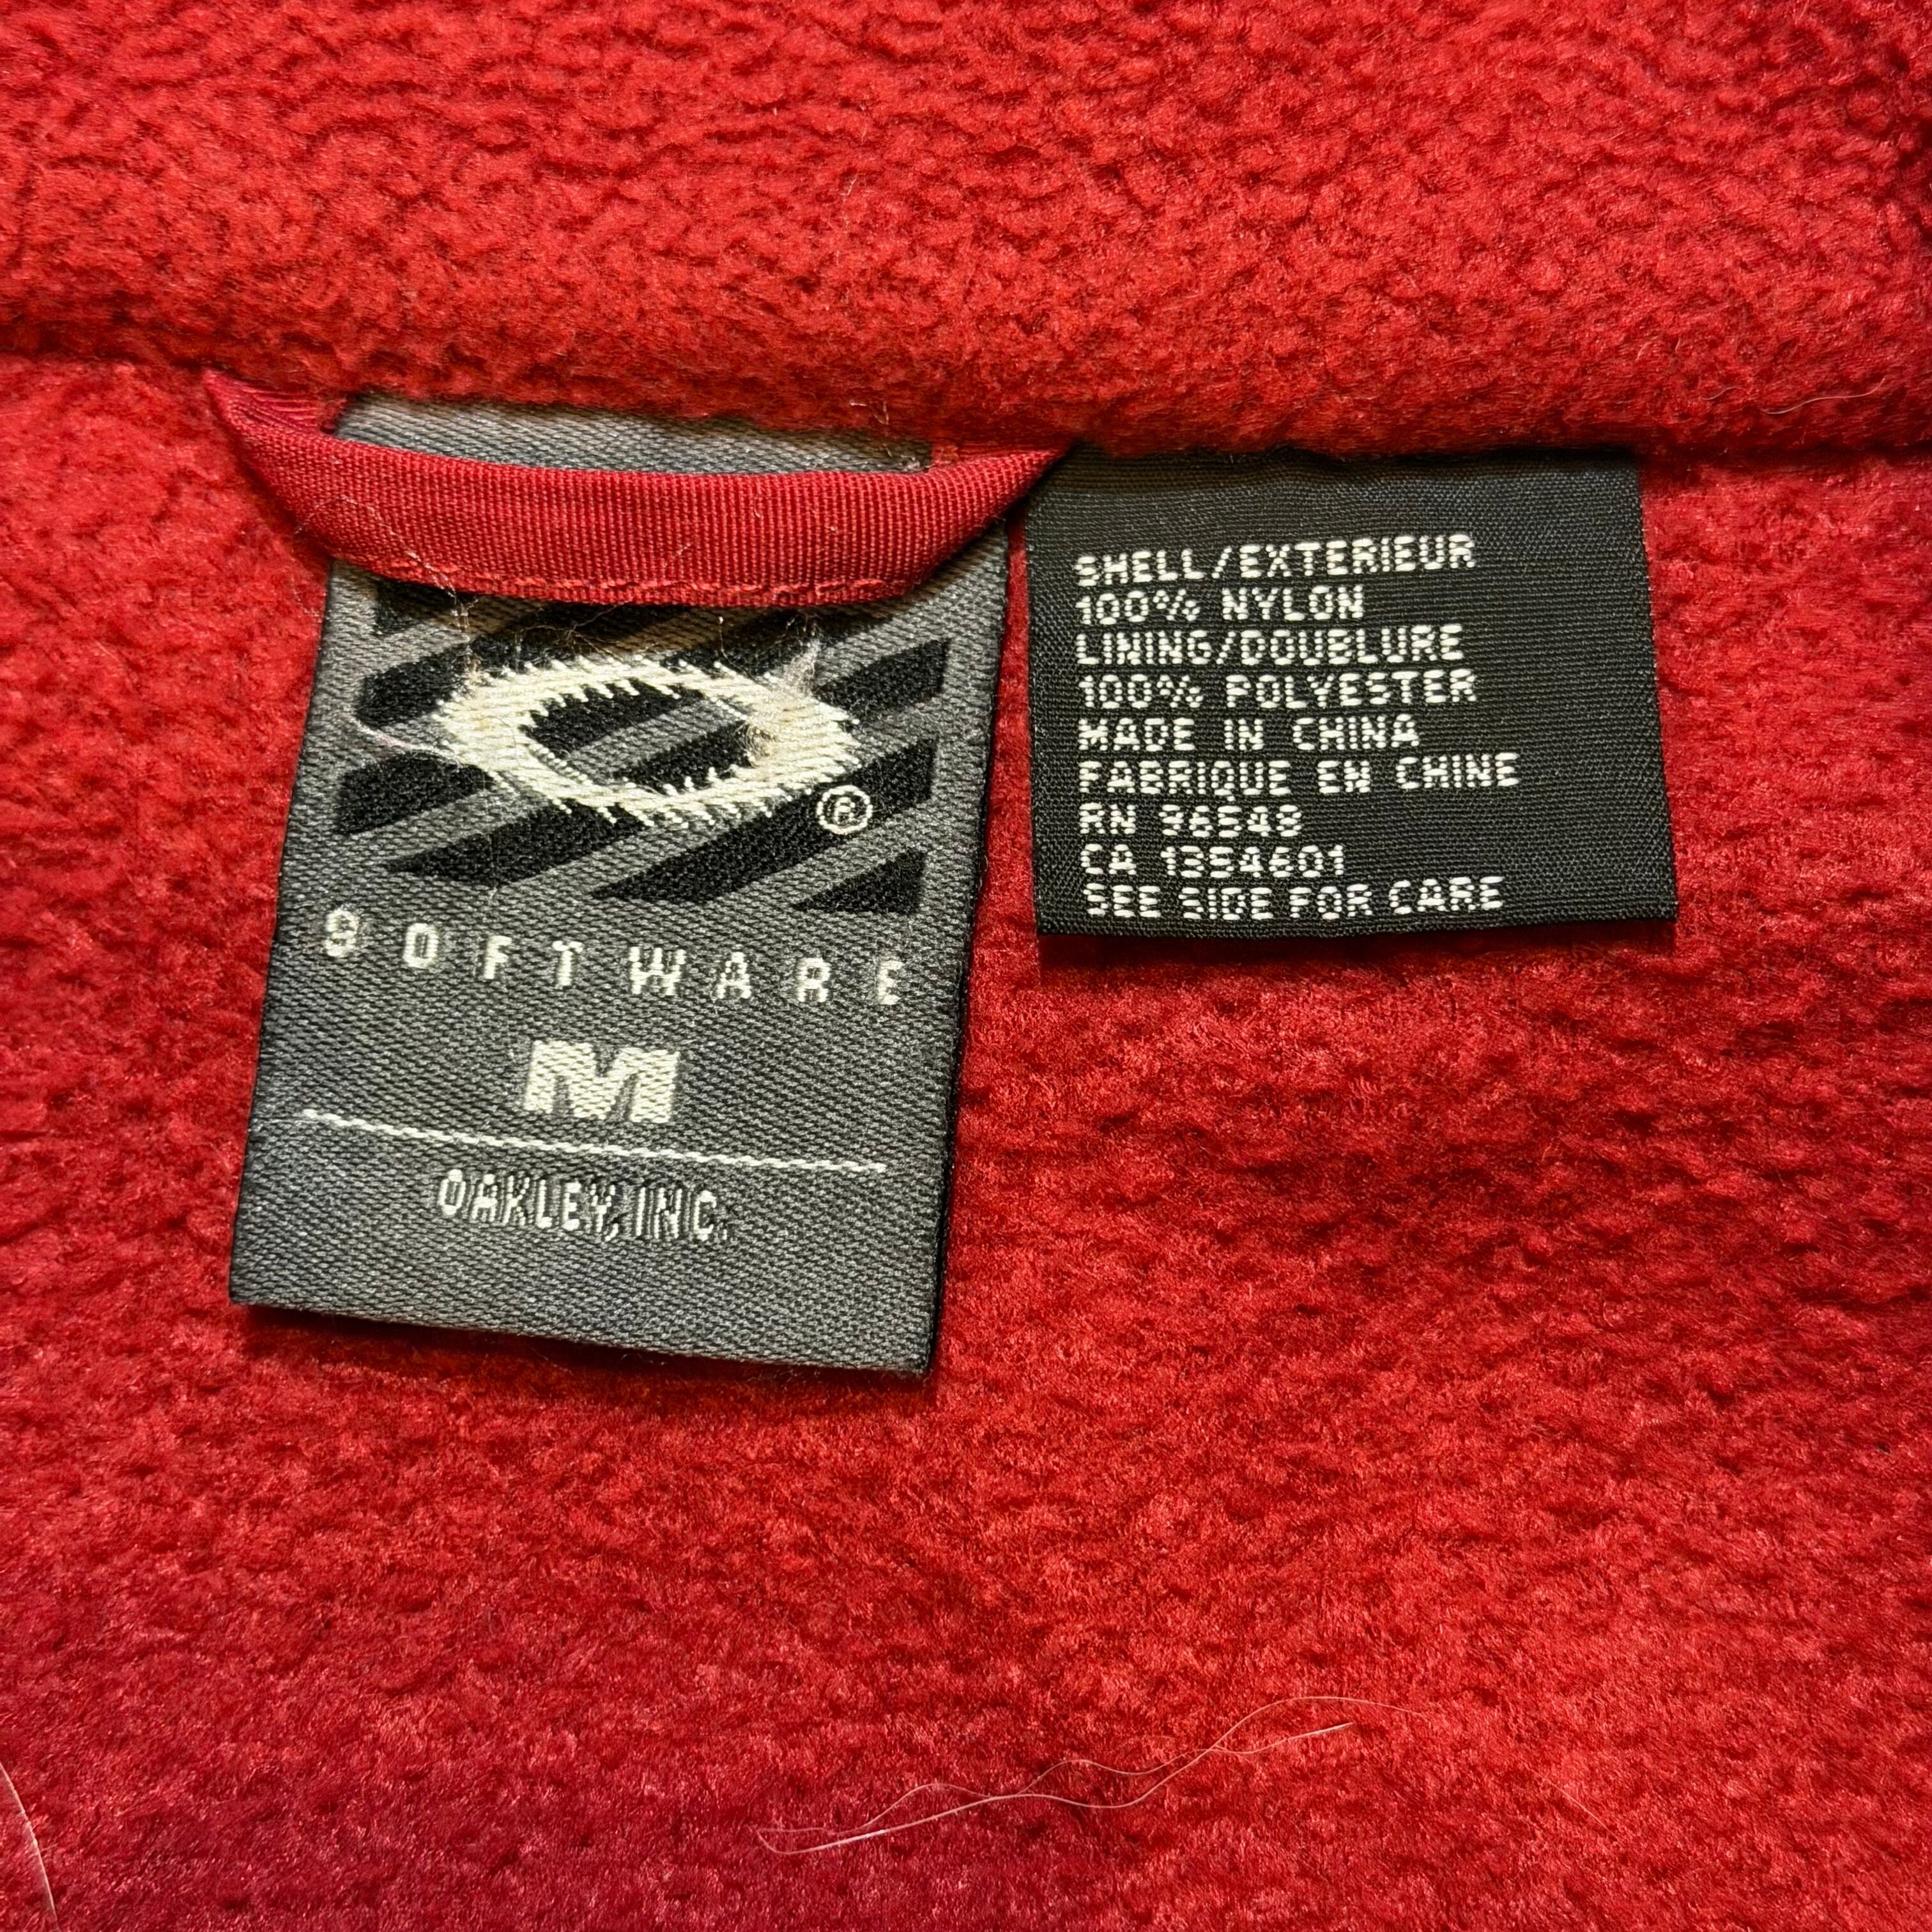 ®
SOFTWARE
M
OAKLEY, INC.
SHELL/EXTERIEUR
100% NYLON
LINING/DOUBLURE
100% POLYESTER
MADE IN CHINA
FABRIQUE EN CHINE
RN 96548
CA 1354601
SEE SIDE FOR CARE